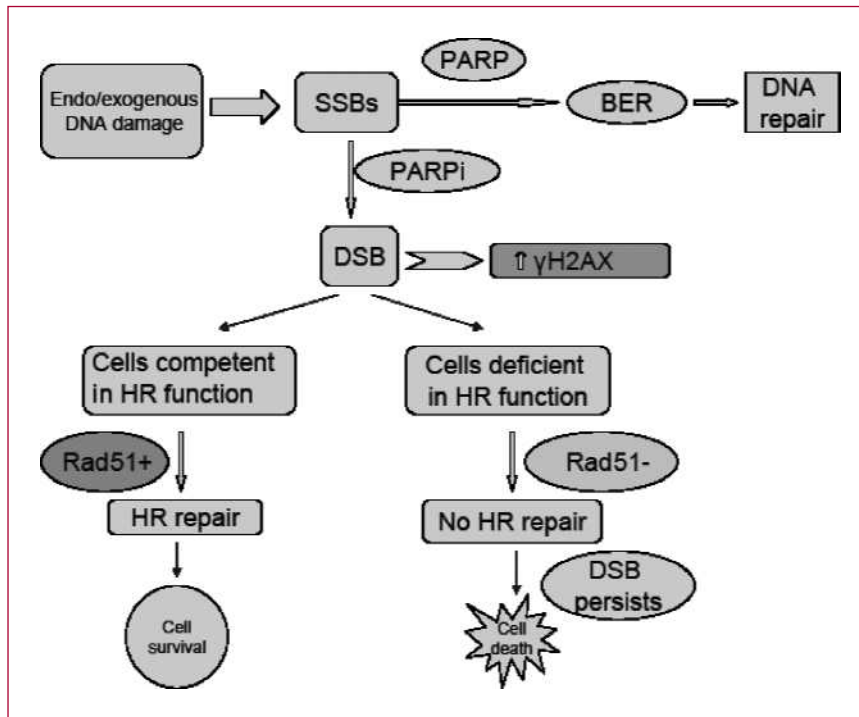 PARP
Endo/exogenous
DNA damage
SSBs
BER
DNA
repair
PARPi
DSB
⇧ γH2AX
Cells competent
in HR function
Cells deficient
in HR function
Rad51+
Rad51-
HR repair
No HR repair
DSB
persists
Cell
survival
Cell
death